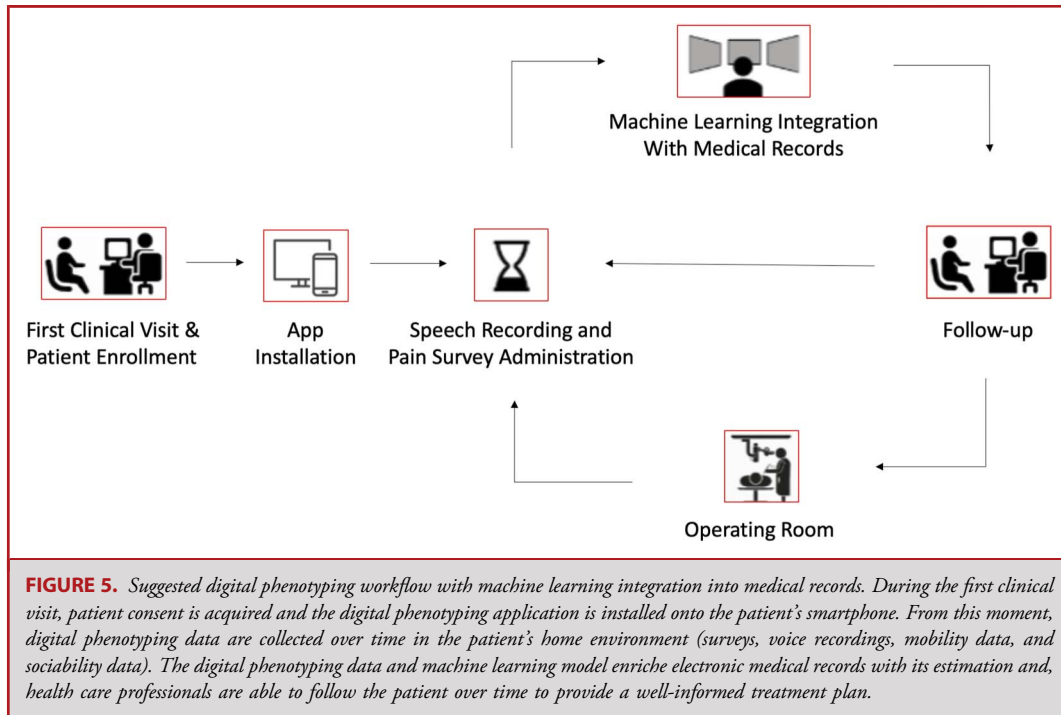 Machine Learning Integration
With Medical Records
First Clinical Visit &
Patient Enrollment
App
Installation
Speech Recording and
Pain Survey Administration
Follow-up
Operating Room
FIGURE 5. Suggested digital phenotyping workflow with machine learning integration into medical records. During the first clinical
visit, patient consent is acquired and the digital phenotyping application is installed onto the patient's smartphone. From this moment,
digital phenotyping data are collected over time in the patient's home environment (surveys, voice recordings, mobility data, and
sociability data). The digital phenotyping data and machine learning model enriche electronic medical records with its estimation and,
health care professionals are able to follow the patient over time to provide a well-informed treatment plan.